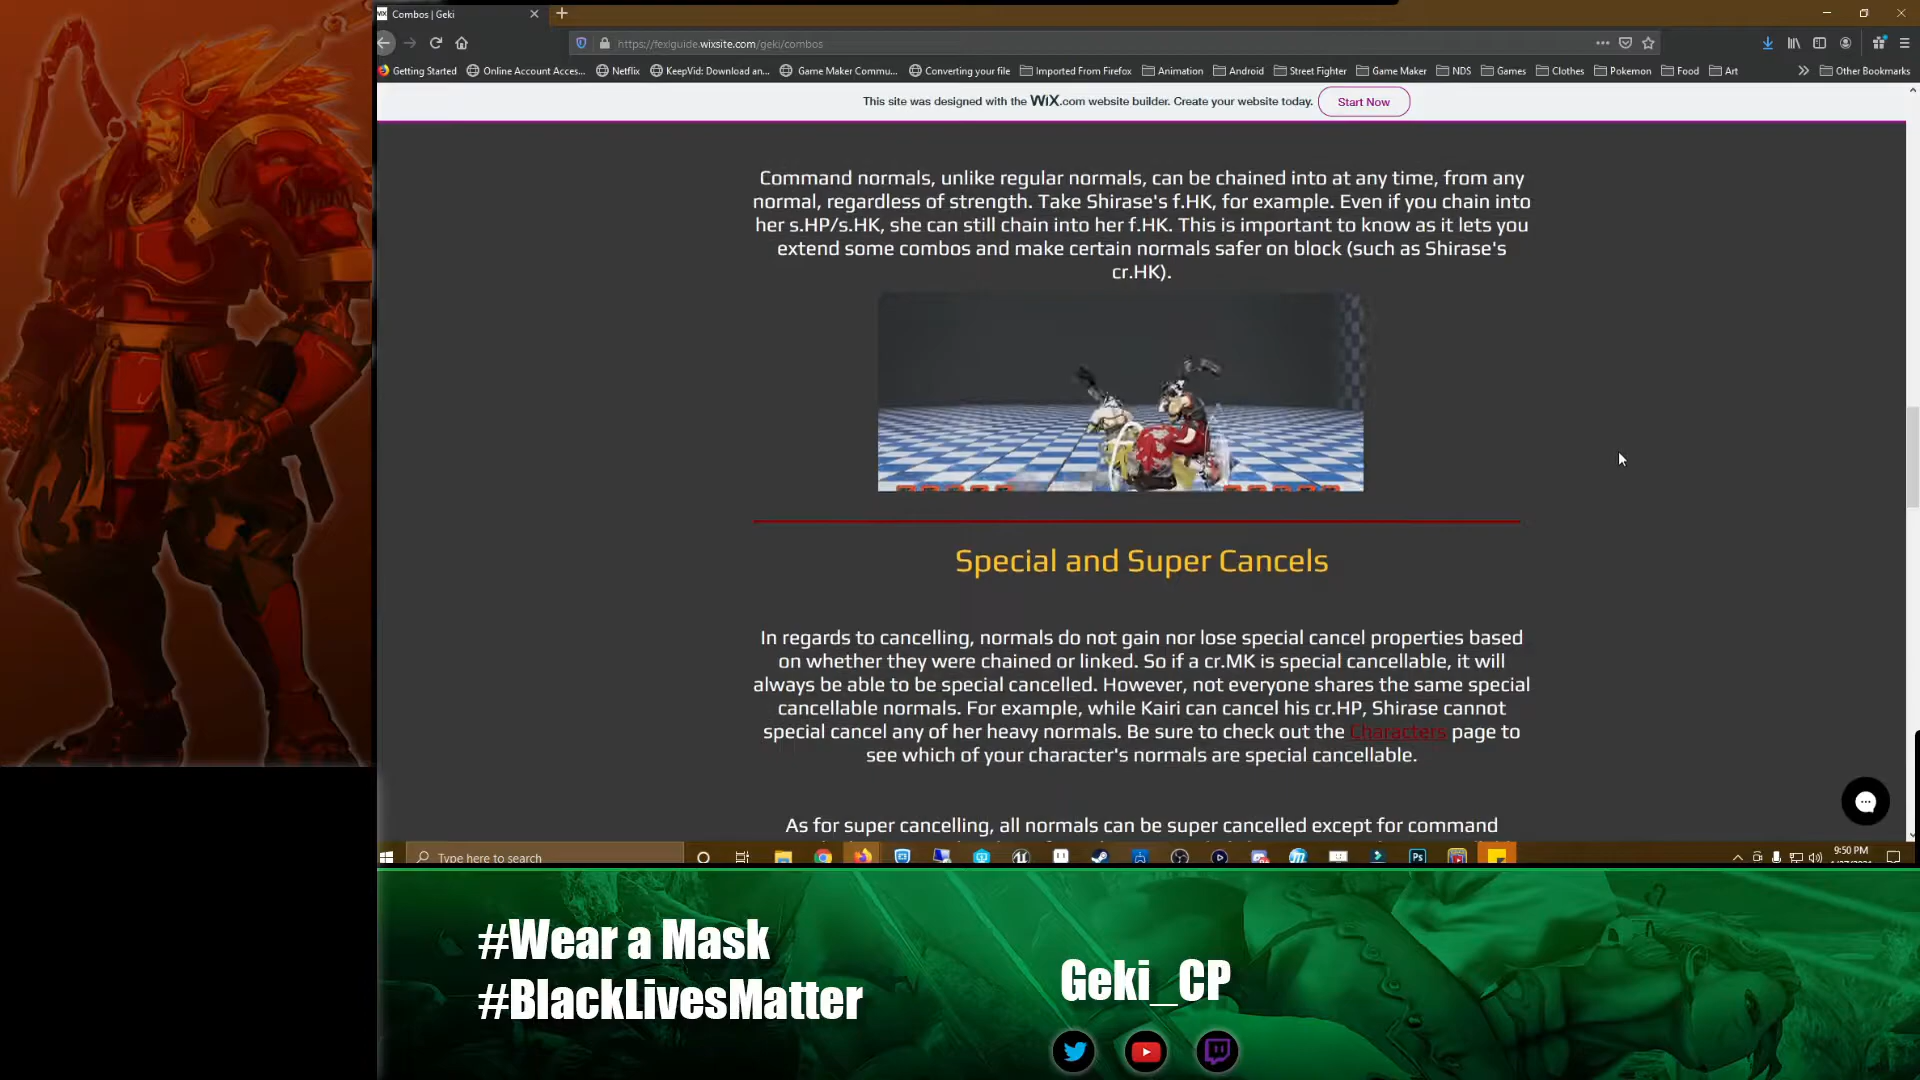 Combos | Geki
https://fexlguide.wixsite.com/geki/combos
Getting Started
Online Account Acces...
Netflix
KeepVid: Download an...
Game Maker Commu...
Converting your file
Imported From Firefox
Animation
Android
Street Fighter
Game Maker
NDS
Games
Clothes
Pokemon
Food
Art
Other Bookmarks
This site was designed with the WiX.com website builder. Create your website today.
Start Now
Command normals, unlike regular normals, can be chained into at any time, from any
normal, regardless of strength. Take Shirase's f.HK, for example. Even if you chain into
her s.HP/s.HK, she can still chain into her f.HK. This is important to know as it lets you
extend some combos and make certain normals safer on block (such as Shirase's
cr.HK).
Special and Super Cancels
In regards to cancelling, normals do not gain nor lose special cancel properties based
on whether they were chained or linked. So if a cr.MK is special cancellable, it will
always be able to be special cancelled. However, not everyone shares the same special
cancellable normals. For example, while Kairi can cancel his cr.HP, Shirase cannot
special cancel any of her heavy normals. Be sure to check out the Characters page to
see which of your character's normals are special cancellable.
As for super cancelling, all normals can be super cancelled except for command
Type here to search
Ps
9:50 PM
#Wear a Mask
#BlackLivesMatter
Geki_CP